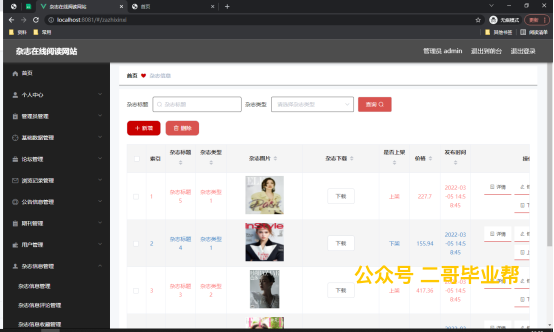 杂志在线阅读网站
首页
localhost:8081/#/zazhixinxi
无痕模式
更新
资料
常用
其他书签
阅读清单
杂志在线阅读网站
管理员 admin
退出到前台
退出登录
首页
个人中心
管理员管理
基础数据管理
论坛管理
浏览记录管理
公告信息管理
期刊管理
用户管理
杂志信息管理
杂志信息管理
杂志信息评论管理
杂志信息收藏管理
首页
杂志信息
杂志标题
杂志标题
杂志类型
请选择杂志类型
查询
+ 新增
删除
索引
杂志标题
杂志类型
杂志图片
杂志下载
是否上架
价格
发布时间
1
杂志标题5
杂志类型1
下载
上架
227.7
2022-03-05 14:58:45
详情
2
杂志标题4
杂志类型1
InStyle
下载
下架
155.94
2022-03-05 14:58:45
详情
3
杂志标题3
杂志类型2
下载
上架
417.36
2022-03-05 14:58:45
详情
公众号 二哥毕业帮